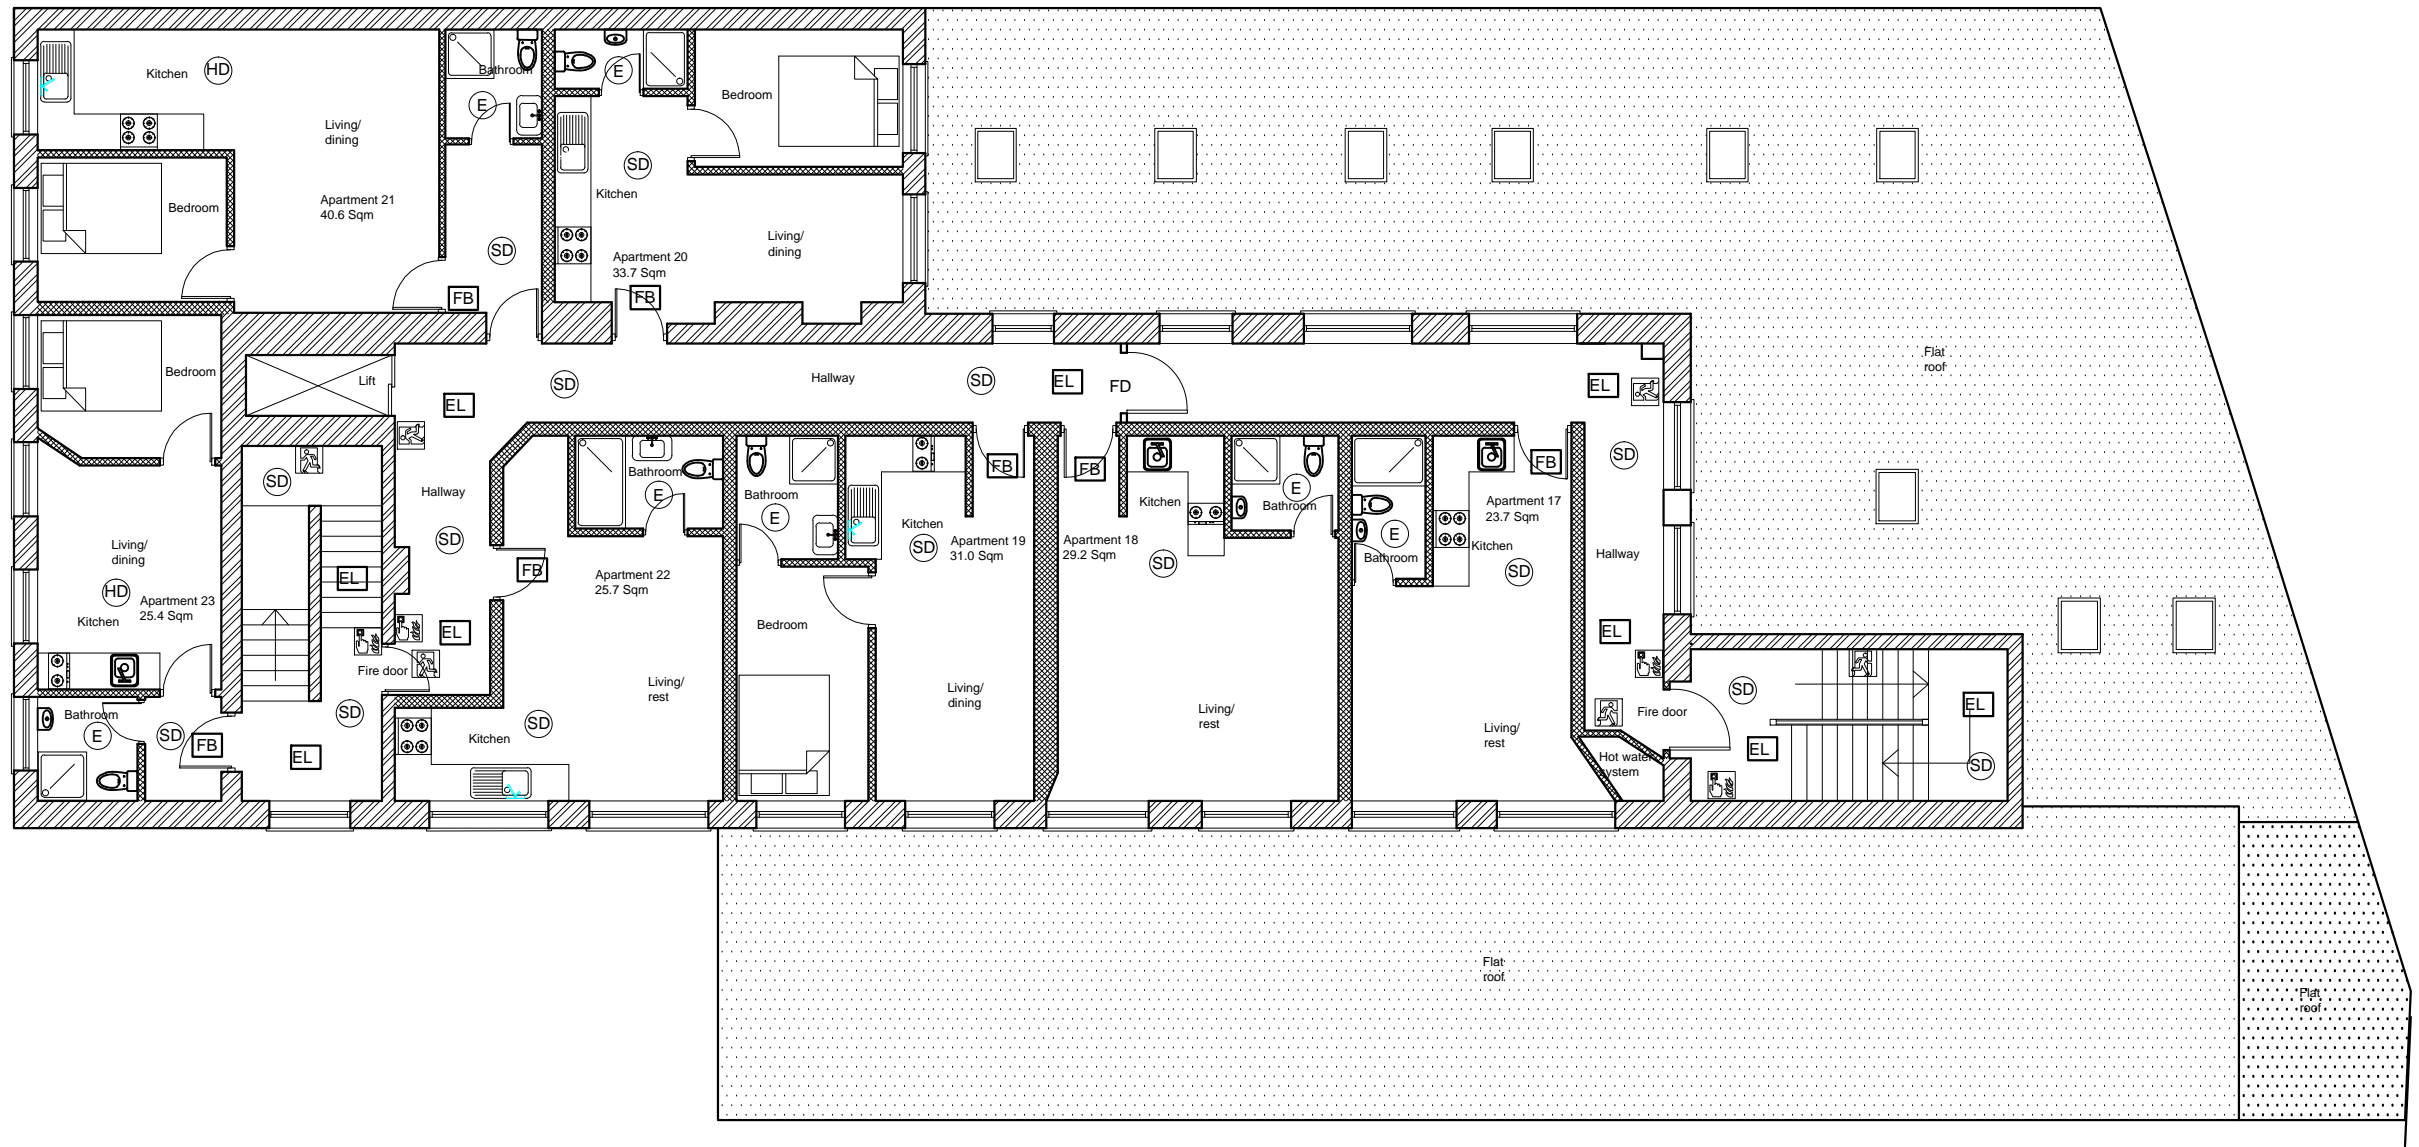 Kitchen
HD
Living/
dining
Apartment 21
40.6 Sqm
Bedroom
Bathroom
E
SD
FB
E
Bedroom
SD
Kitchen
Living/
dining
Apartment 20
33.7 Sqm
FB
Flat
roof
Bedroom
Lift
EL
SD
Hallway
SD
EL
FD
EL
SD
Hallway
SD
Hallway
SD
EL
EL
Living/
dining
HD
Apartment 23
25.4 Sqm
Kitchen
Bathroom
E
SD
FB
Fire door
SD
EL
Bathroom
E
FB
Apartment 22
25.7 Sqm
Living/
rest
SD
Kitchen
Bathroom
E
Bedroom
Kitchen
SD
FB
Apartment 19
31.0 Sqm
Living/
dining
FB
Apartment 18
29.2 Sqm
Kitchen
SD
E
Bathroom
Living/
rest
E
Bathroom
FB
Apartment 17
23.7 Sqm
Kitchen
SD
Living/
rest
EL
Fire door
Hot water
system
SD
EL
EL
SD
Flat
roof
Flat
roof